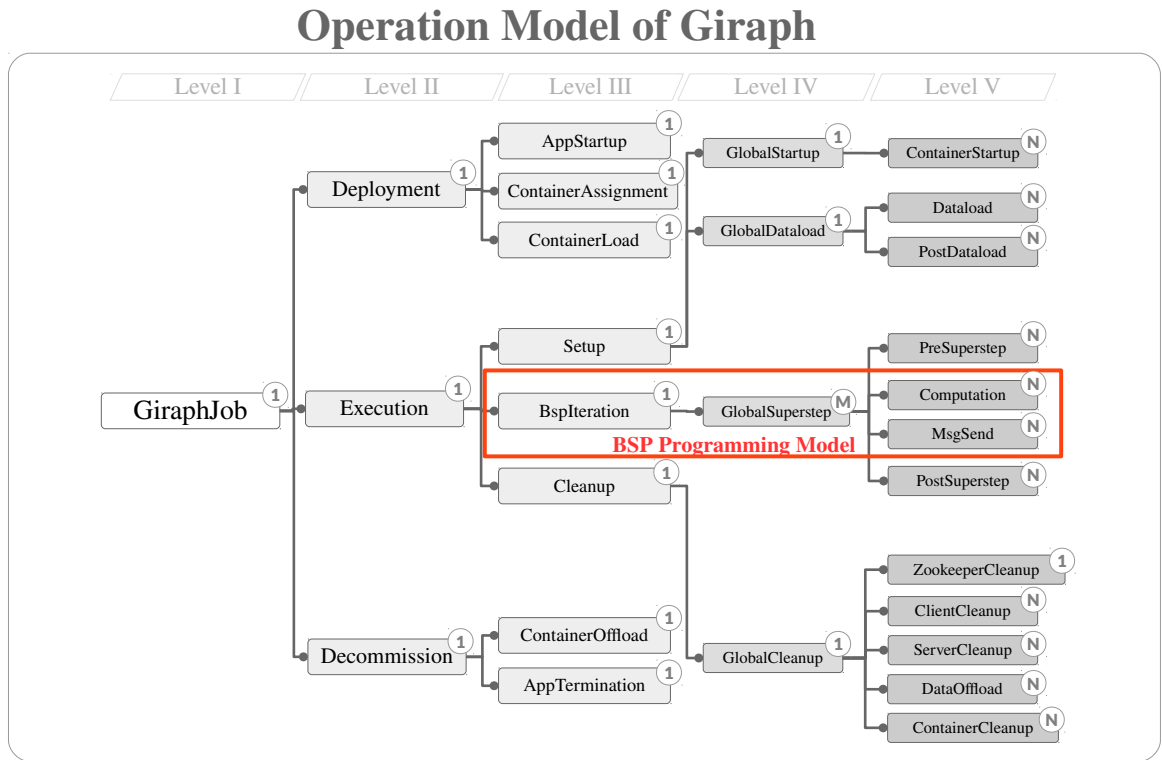 Operation Model of Giraph
Level I
Level II
Level III
Level IV
Level V
GiraphJob 1
Deployment 1
AppStartup 1
ContainerAssignment 1
ContainerLoad 1
Execution 1
Setup 1
GlobalStartup 1
ContainerStartup N
GlobalDataload 1
Dataload N
PostDataload N
BspIteration 1
GlobalSuperstep M
PreSuperstep N
Computation N
MsgSend N
PostSuperstep N
BSP Programming Model
Cleanup 1
GlobalCleanup 1
ZookeeperCleanup 1
ClientCleanup N
ServerCleanup N
DataOffload N
ContainerCleanup N
Decommission 1
ContainerOffload 1
AppTermination 1